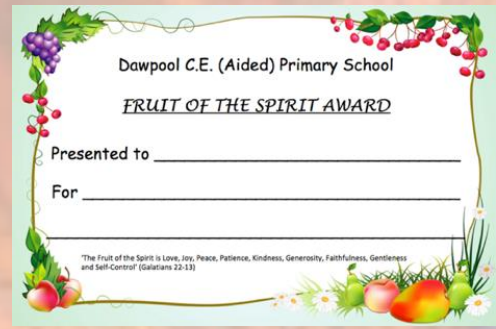 Dawpool C.E. (Aided) Primary School
FRUIT OF THE SPIRIT AWARD
Presented to
For
'The Fruit of the Spirit is Love, Joy, Peace, Patience, Kindness, Generosity, Faithfulness, Gentleness
and Self-Control' (Galatians 22-13)